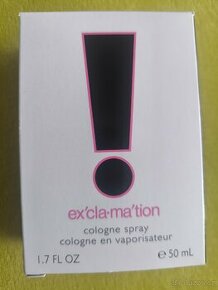 ex'cla·ma'tion
cologne spray
cologne en vaporisateur
1.7 FL OZ ℮ 50 mL